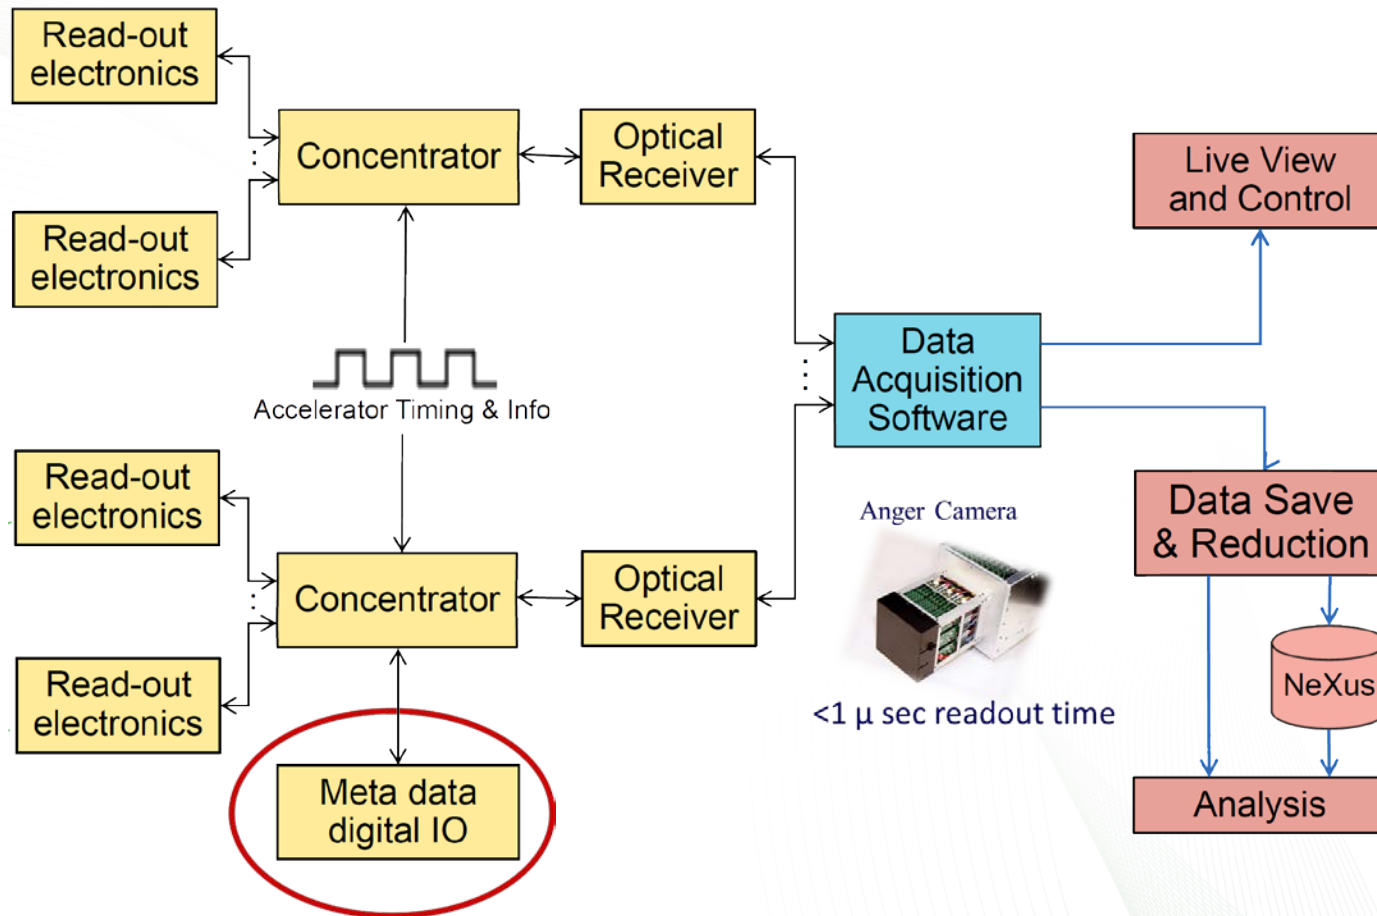 Read-out
electronics
Concentrator
Optical
Receiver
Read-out
electronics
Live View
and Control
Accelerator Timing & Info
Data
Acquisition
Software
Read-out
electronics
Concentrator
Optical
Receiver
Read-out
electronics
Meta data
digital IO
Anger Camera
<1 μ sec readout time
Data Save
& Reduction
NeXus
Analysis